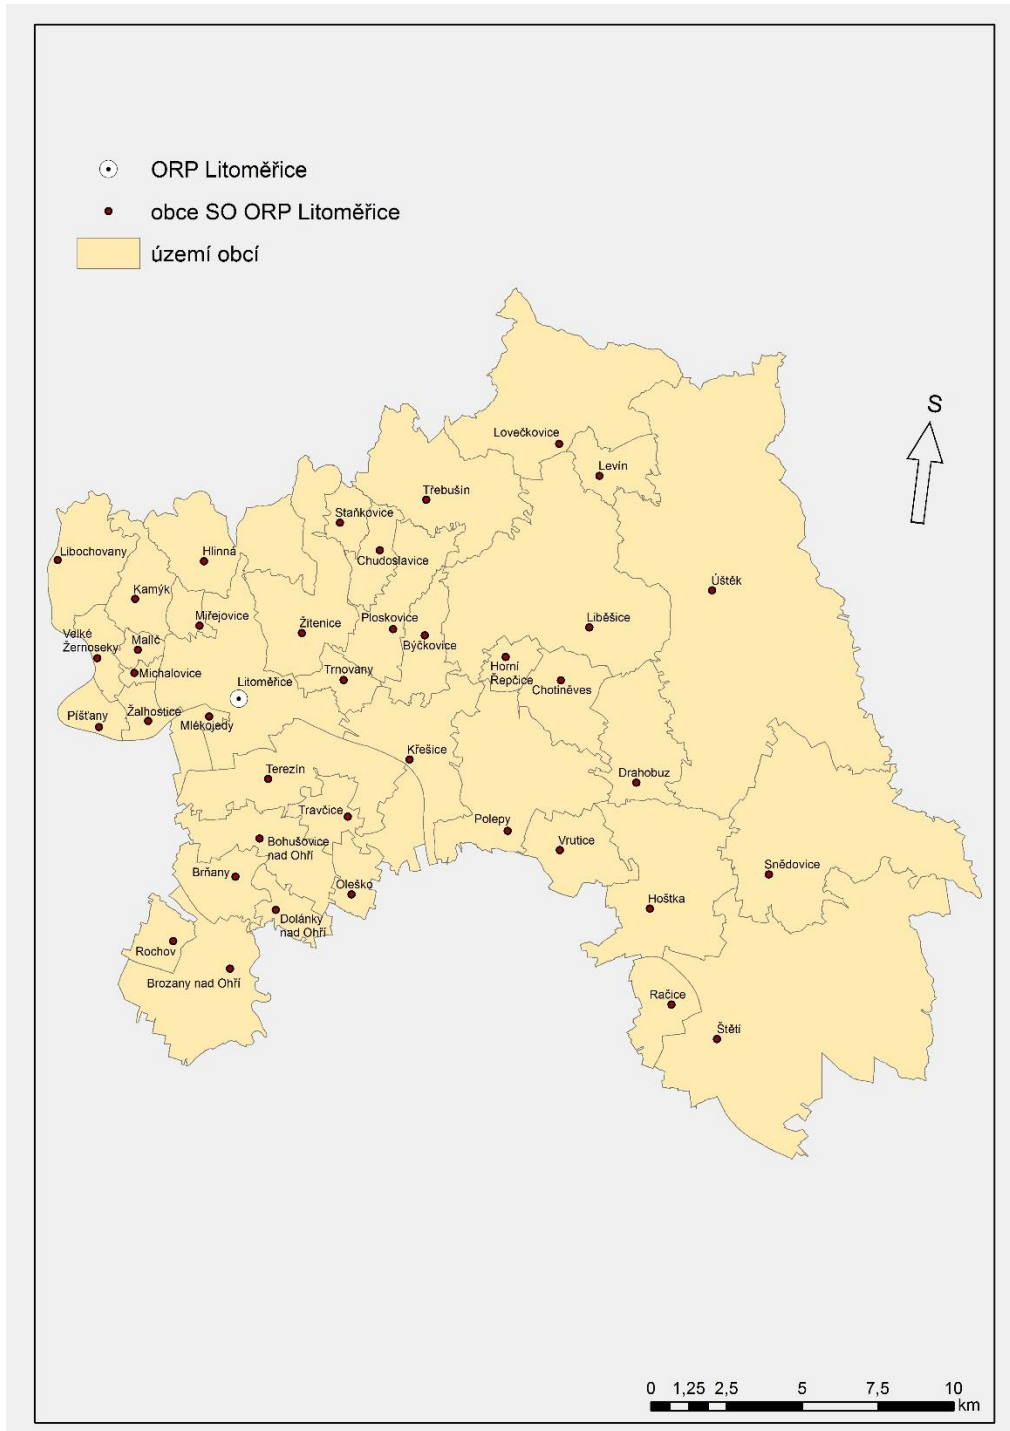 ORP Litoměřice
obce SO ORP Litoměřice
území obcí
S
Lovečkovice
Levín
Třebušín
Staňkovice
Chudoslavice
Libochovany
Hlinná
Kamýk
Úštěk
Miřejovice
Žitenice
Ploskovice
Býčkovice
Liběšice
Velké
Žernoseky
Malíč
Michalovice
Trnovany
Horní
Řepčice
Chotiněves
Litoměřice
Píšťany
Žalhostice
Mlékojedy
Křešice
Terezín
Drahobuz
Travčice
Polepy
Bohušovice
nad Ohří
Vrutice
Brňany
Snědovice
Oleško
Hoštka
Dolánky
nad Ohří
Rochov
Brozany nad Ohří
Račice
Štětí
0 1,25 2,5 5 7,5 10
km